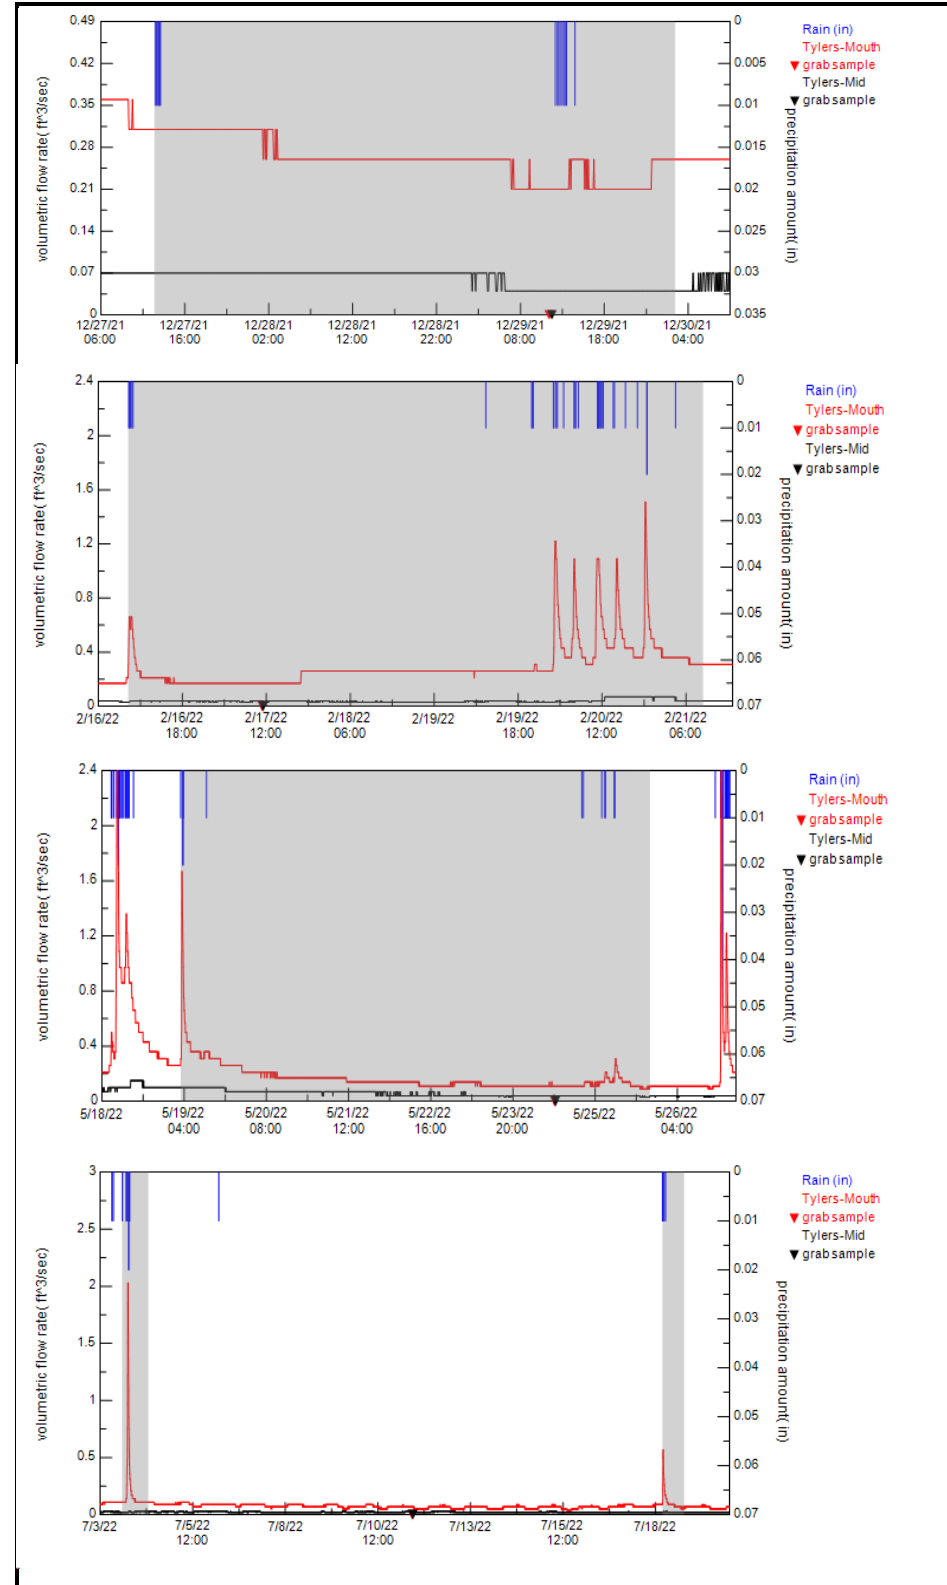 0.49
0.42
0.35
0.28
0.21
0.14
0.07
0
volumetric flow rate( ft^3/sec)
0
0.005
0.01
0.015
0.02
0.025
0.03
0.035
precipitation amount( in)
12/27/21 12/27/21 12/28/21 12/28/21 12/28/21 12/29/21 12/29/21 12/30/21
06:00 16:00 02:00 12:00 22:00 08:00 18:00 04:00
Rain (in)
Tylers-Mouth
grab sample
Tylers-Mid
grab sample
2.4
2
1.6
1.2
0.8
0.4
0
volumetric flow rate( ft^3/sec)
0
0.01
0.02
0.03
0.04
0.05
0.06
0.07
precipitation amount( in)
2/16/22 2/16/22 2/17/22 2/18/22 2/19/22 2/19/22 2/20/22 2/21/22
18:00 12:00 06:00 18:00 12:00 06:00
Rain (in)
Tylers-Mouth
grab sample
Tylers-Mid
grab sample
2.4
2
1.6
1.2
0.8
0.4
0
volumetric flow rate( ft^3/sec)
0
0.01
0.02
0.03
0.04
0.05
0.06
0.07
precipitation amount( in)
5/18/22 5/19/22 5/20/22 5/21/22 5/22/22 5/23/22 5/25/22 5/26/22
04:00 08:00 12:00 16:00 20:00 04:00
Rain (in)
Tylers-Mouth
grab sample
Tylers-Mid
grab sample
3
2.5
2
1.5
1
0.5
0
volumetric flow rate( ft^3/sec)
0
0.01
0.02
0.03
0.04
0.05
0.06
0.07
precipitation amount( in)
7/3/22 7/5/22 7/8/22 7/10/22 7/13/22 7/15/22 7/18/22
12:00 12:00 12:00
Rain (in)
Tylers-Mouth
grab sample
Tylers-Mid
grab sample